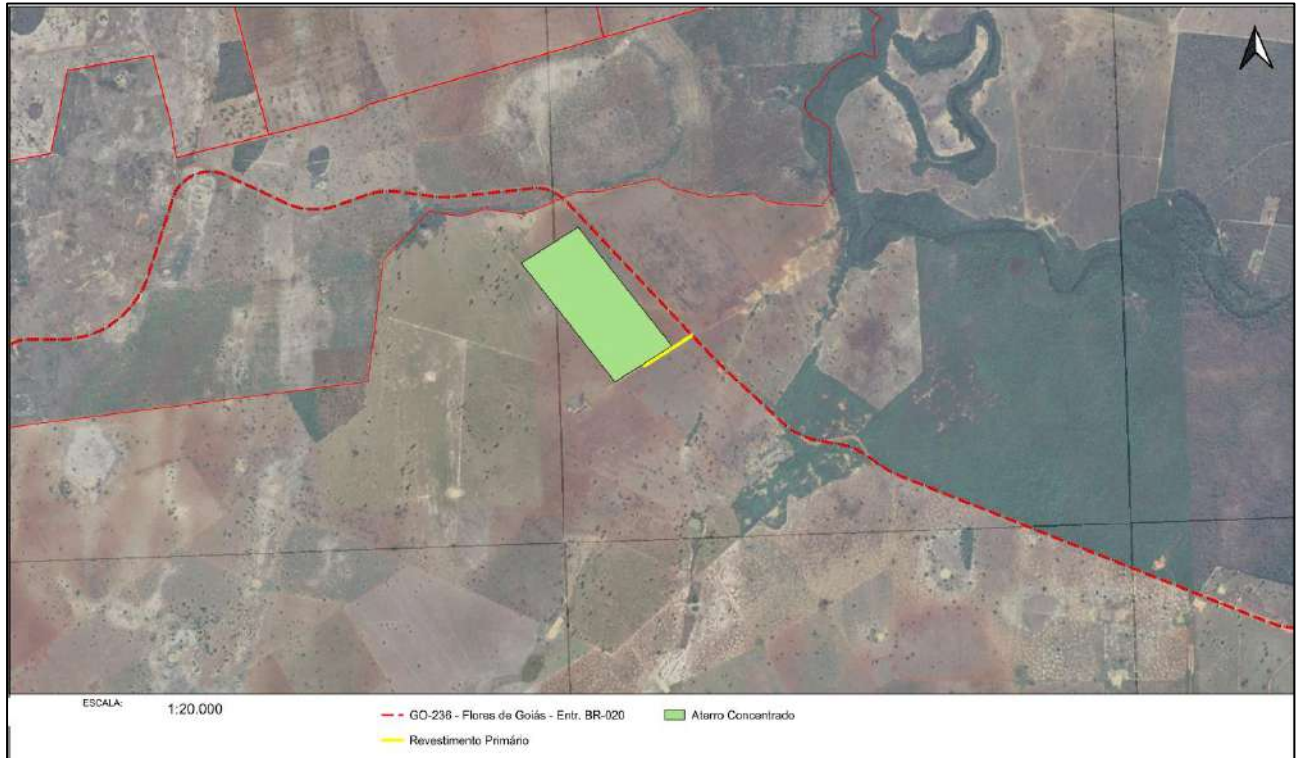 ESCALA: 1:20.000
GO-236 - Flores de Goiás - Entr. BR-020
Aterro Concentrado
Revestimento Primário